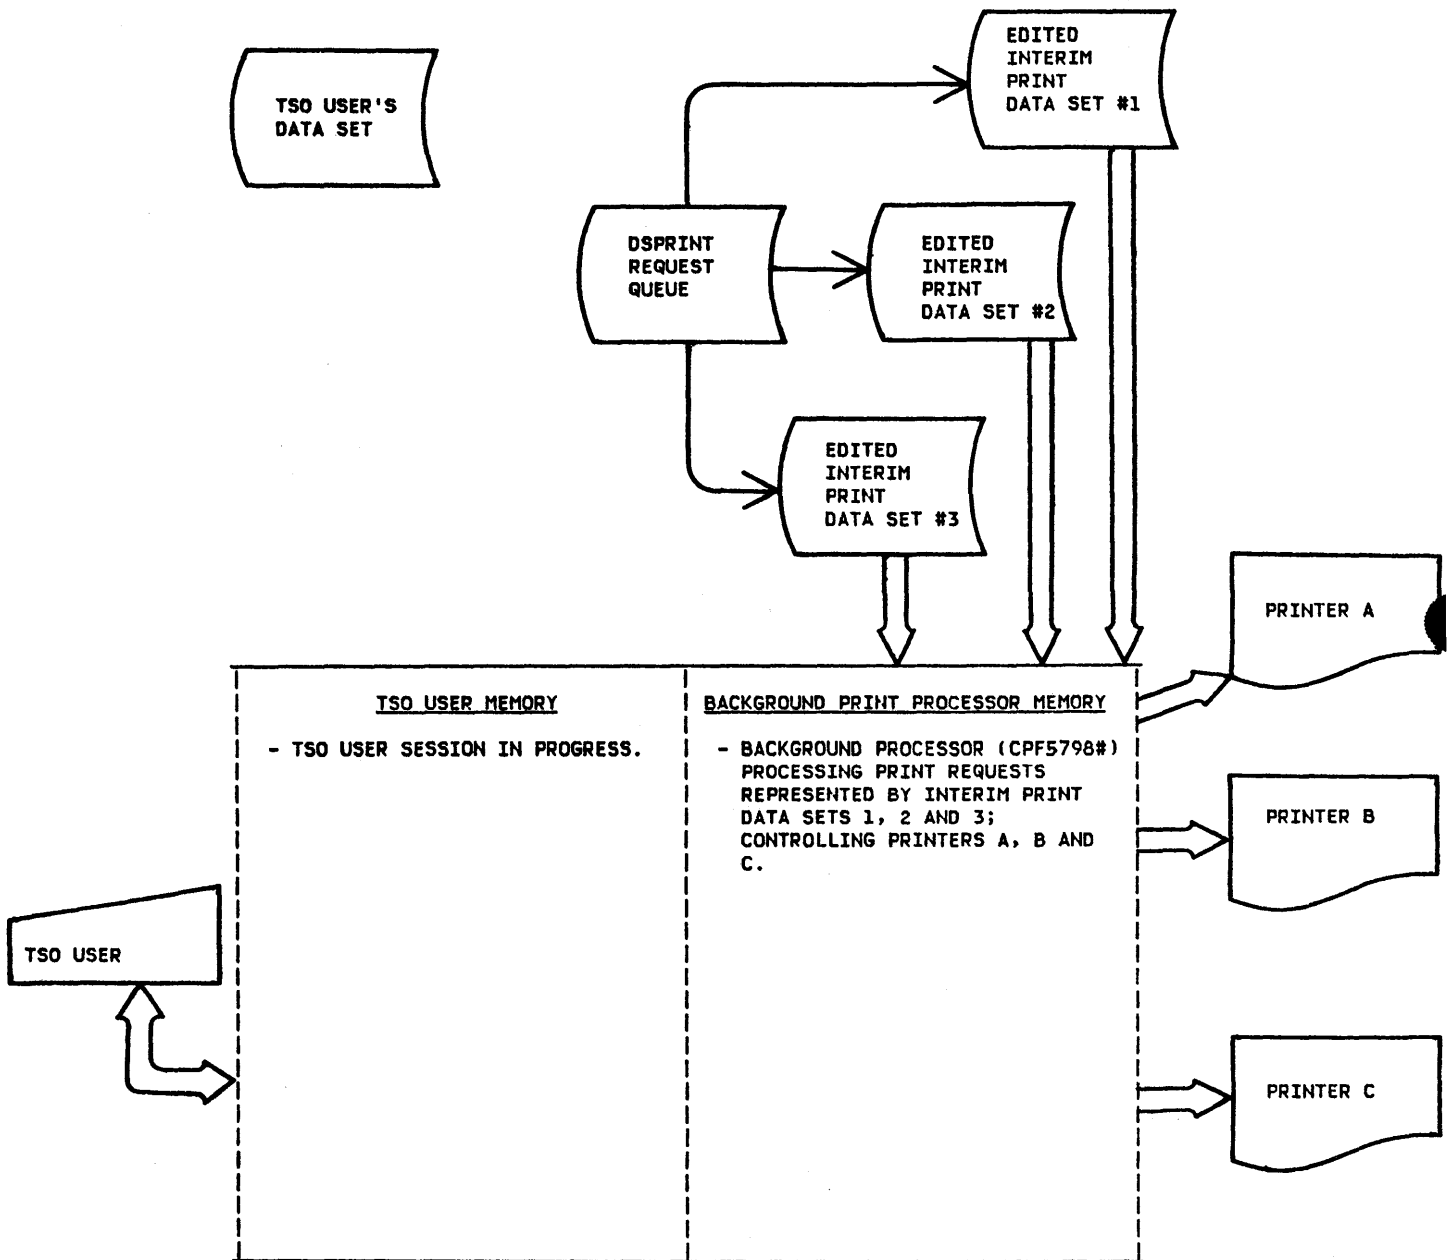 EDITED
INTERIM
PRINT
DATA SET #1
TSO USER'S
DATA SET
DSPRINT
REQUEST
QUEUE
EDITED
INTERIM
PRINT
DATA SET #2
EDITED
INTERIM
PRINT
DATA SET #3
PRINTER A
TSO USER MEMORY
- TSO USER SESSION IN PROGRESS.
BACKGROUND PRINT PROCESSOR MEMORY
- BACKGROUND PROCESSOR (CPF5798#)
PROCESSING PRINT REQUESTS
REPRESENTED BY INTERIM PRINT
DATA SETS 1, 2 AND 3;
CONTROLLING PRINTERS A, B AND
C.
PRINTER B
TSO USER
PRINTER C